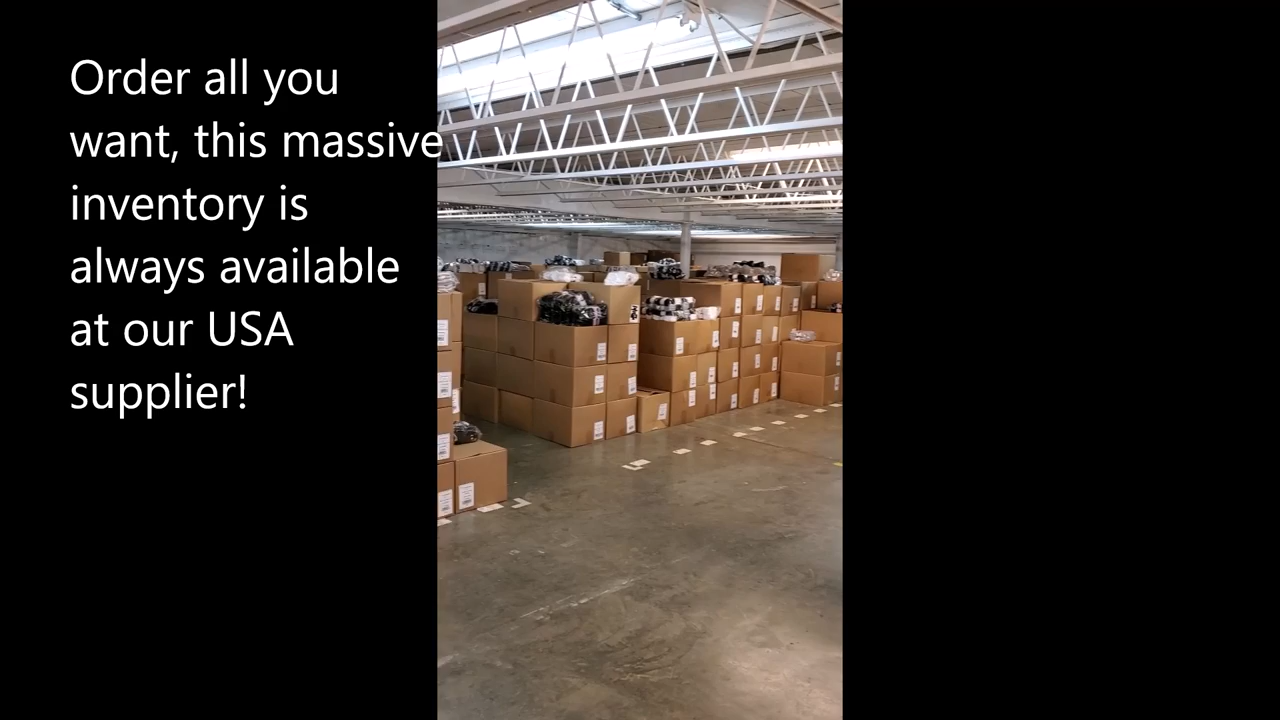 Order all you
want, this massive
inventory is
always available
at our USA
supplier!